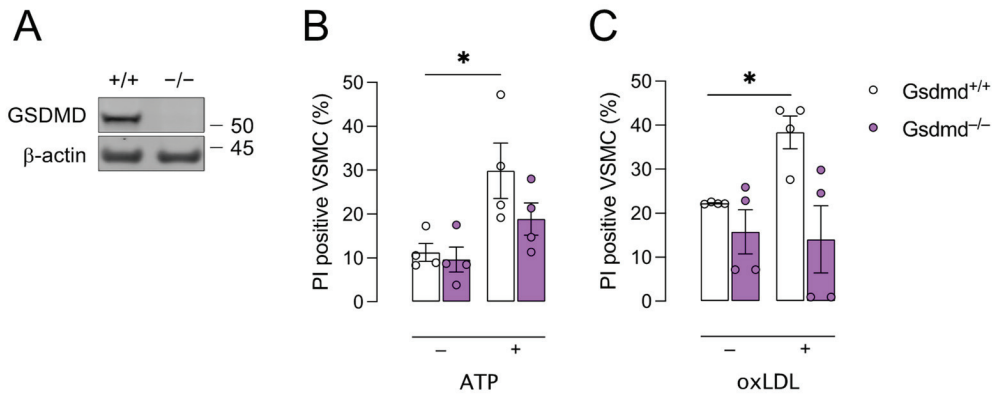 A
+/+ −/−
GSDMD
50
β-actin
45
B
*
PI positive VSMC (%)
50
40
30
20
10
0
− +
ATP
C
*
PI positive VSMC (%)
50
40
30
20
10
0
− +
oxLDL
Gsdmd+/+
Gsdmd−/−